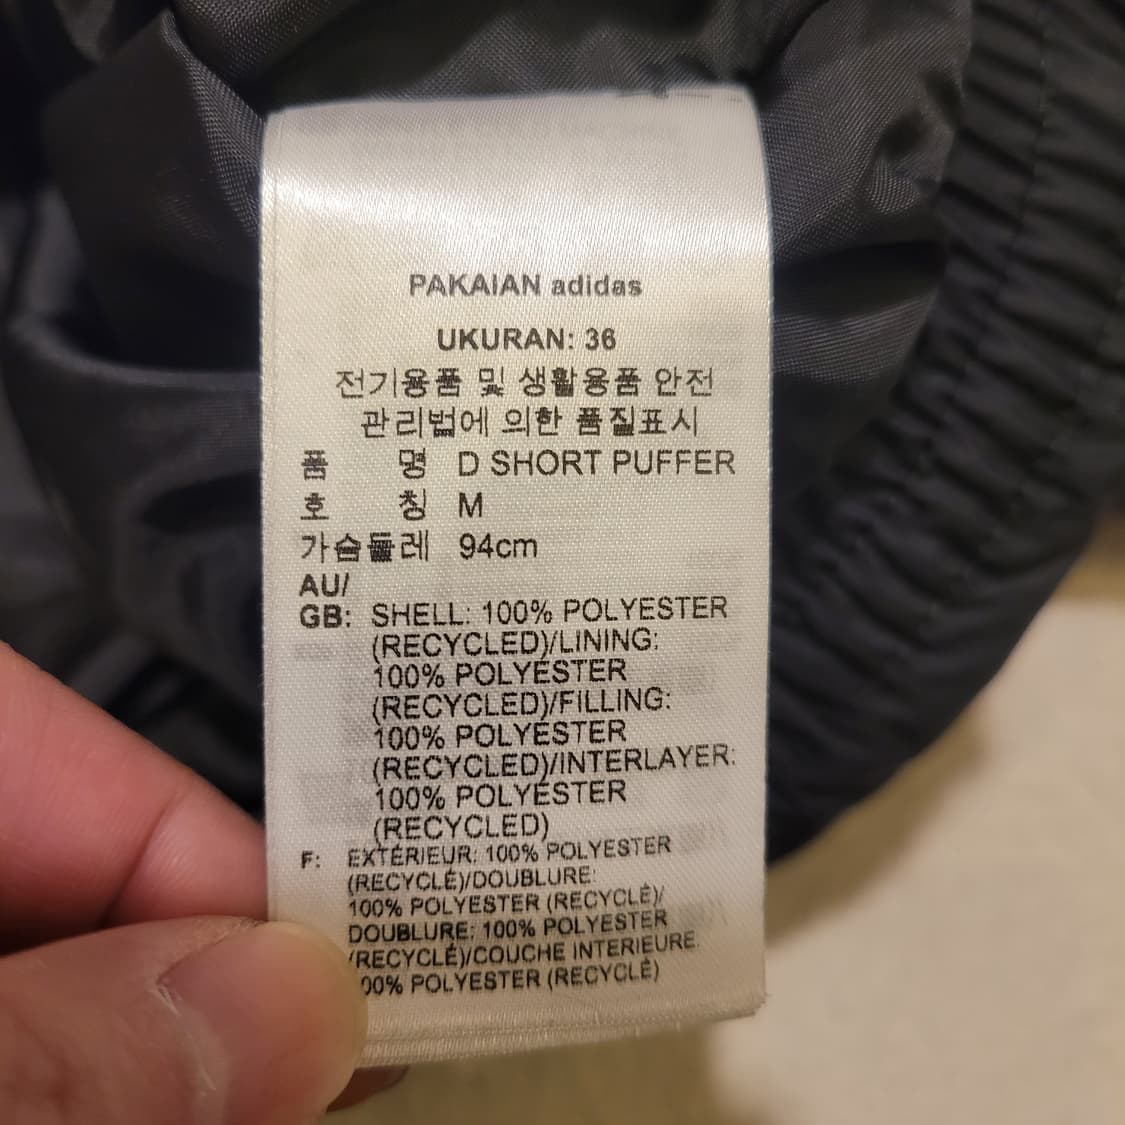 PAKAIAN adidas
UKURAN: 36
전기용품 및 생활용품 안전
관리법에 의한 품질표시
품 명 D SHORT PUFFER
호 칭 M
가슴둘레 94cm
AU/
GB: SHELL: 100% POLYESTER
(RECYCLED)/LINING:
100% POLYESTER
(RECYCLED)/FILLING:
100% POLYESTER
(RECYCLED)/INTERLAYER:
100% POLYESTER
(RECYCLED)
F: EXTÉRIEUR: 100% POLYESTER
(RECYCLÉ)/DOUBLURE:
100% POLYESTER (RECYCLÉ)/
DOUBLURE: 100% POLYESTER
(RECYCLÉ)/COUCHE INTERIEURE:
00% POLYESTER (RECYCLÉ)